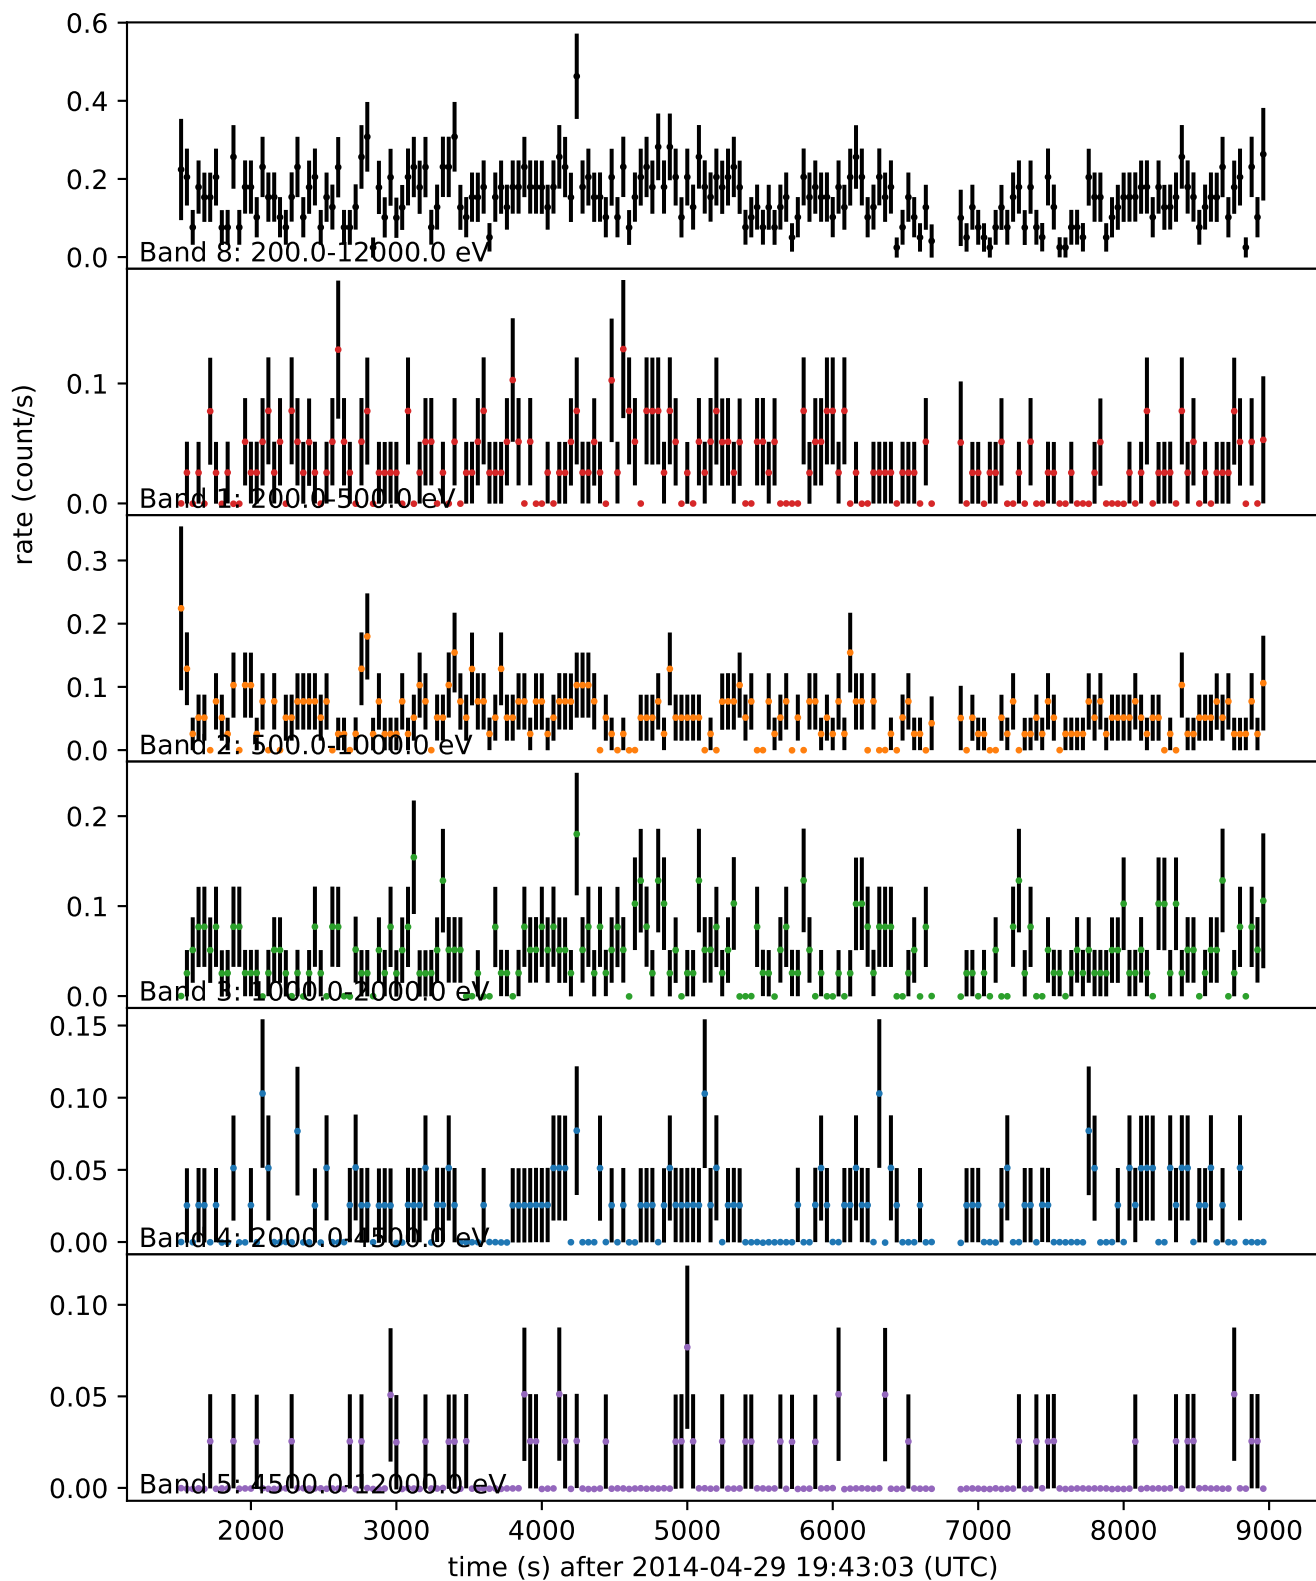 0.6
0.4
0.2
0.0
Band 8: 200.0-12000.0 eV
rate (count/s)
0.1
0.0
Band 1: 200.0-500.0 eV
0.3
0.2
0.1
0.0
Band 2: 500.0-1000.0 eV
0.2
0.1
0.0
Band 3: 1000.0-2000.0 eV
0.15
0.10
0.05
0.00
Band 4: 2000.0-4500.0 eV
0.10
0.05
0.00
Band 5: 4500.0-12000.0 eV
2000 3000 4000 5000 6000 7000 8000 9000
time (s) after 2014-04-29 19:43:03 (UTC)